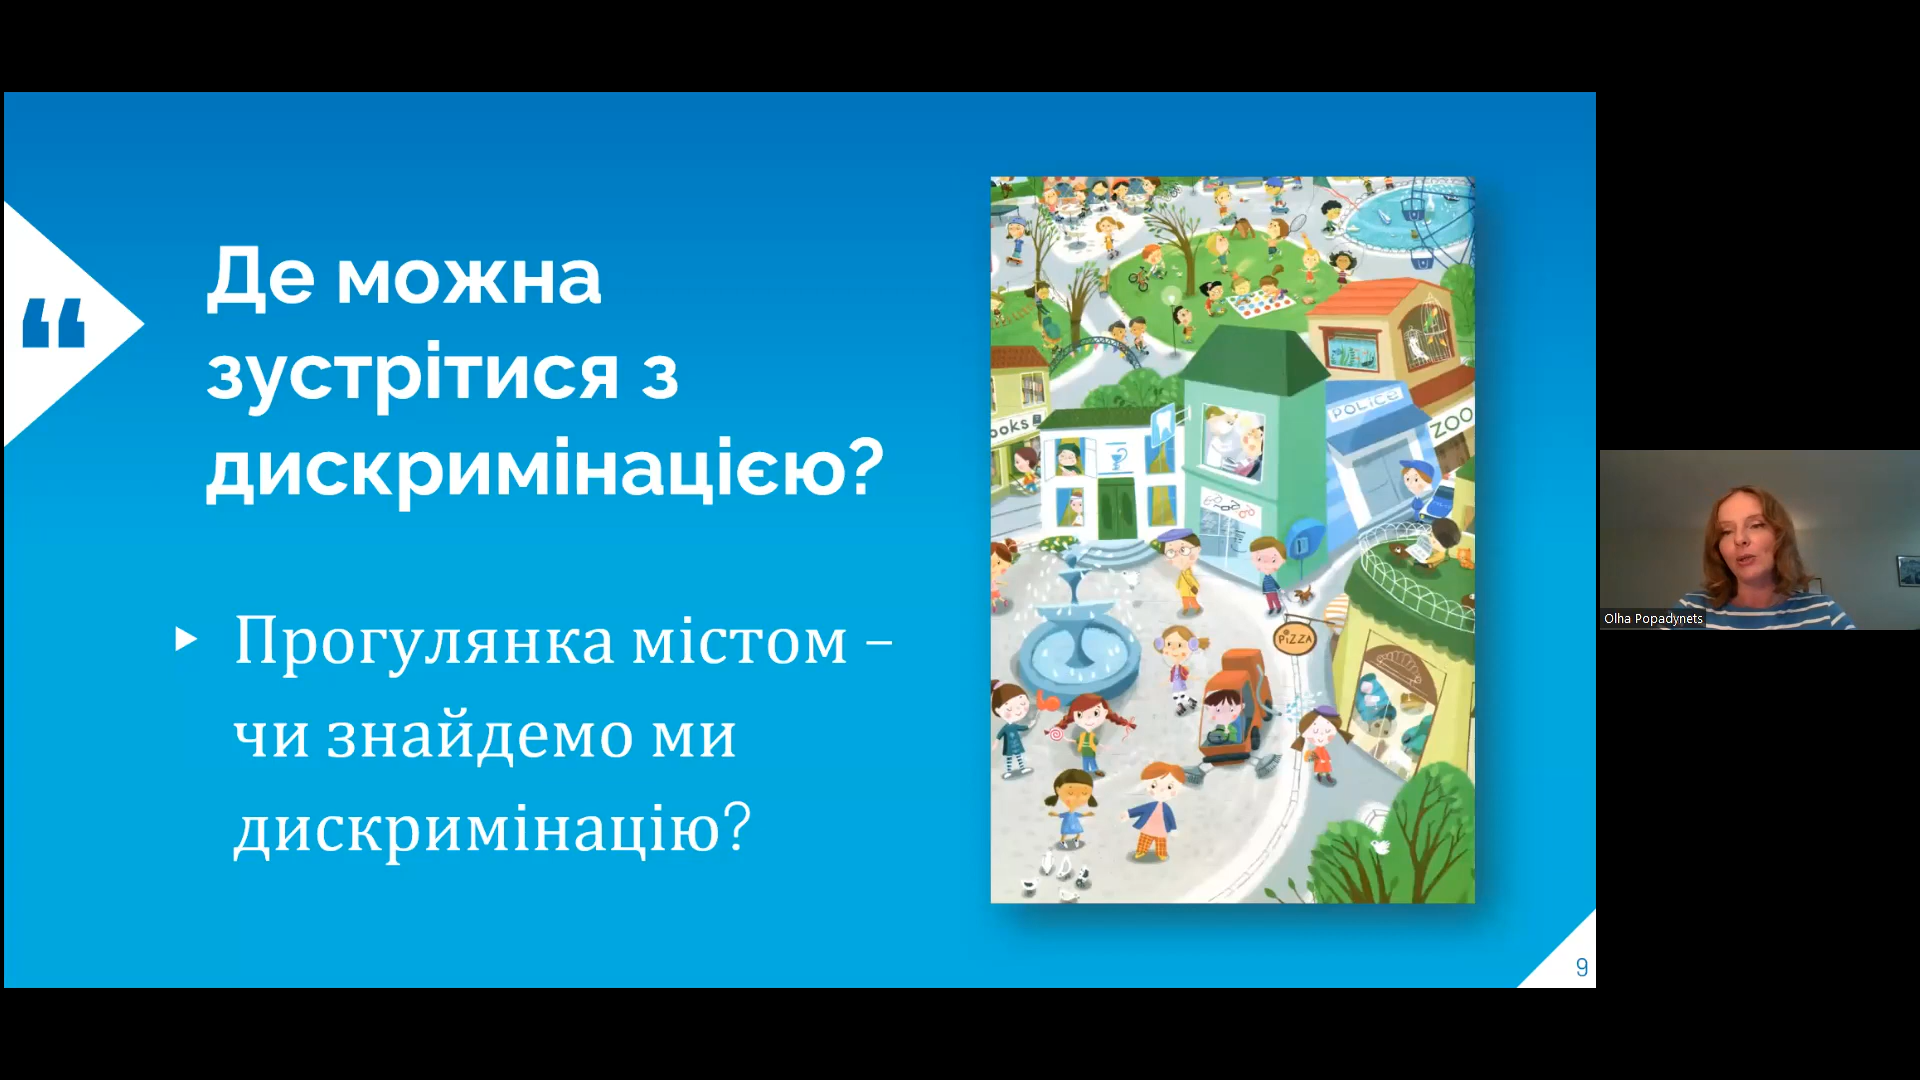 “
Де можна
зустрітися з
дискримінацією?
Прогулянка містом –
чи знайдемо ми
дискримінацію?
POLICE
ZOO
ooks
PIZZA
Olha Popadynets
9